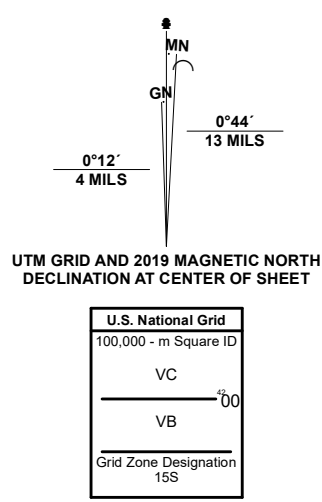 MN
GN
0°44´
13 MILS
0°12´
4 MILS
UTM GRID AND 2019 MAGNETIC NORTH
DECLINATION AT CENTER OF SHEET
U.S. National Grid
100,000 - m Square ID
VC
42 00
VB
Grid Zone Designation
15S